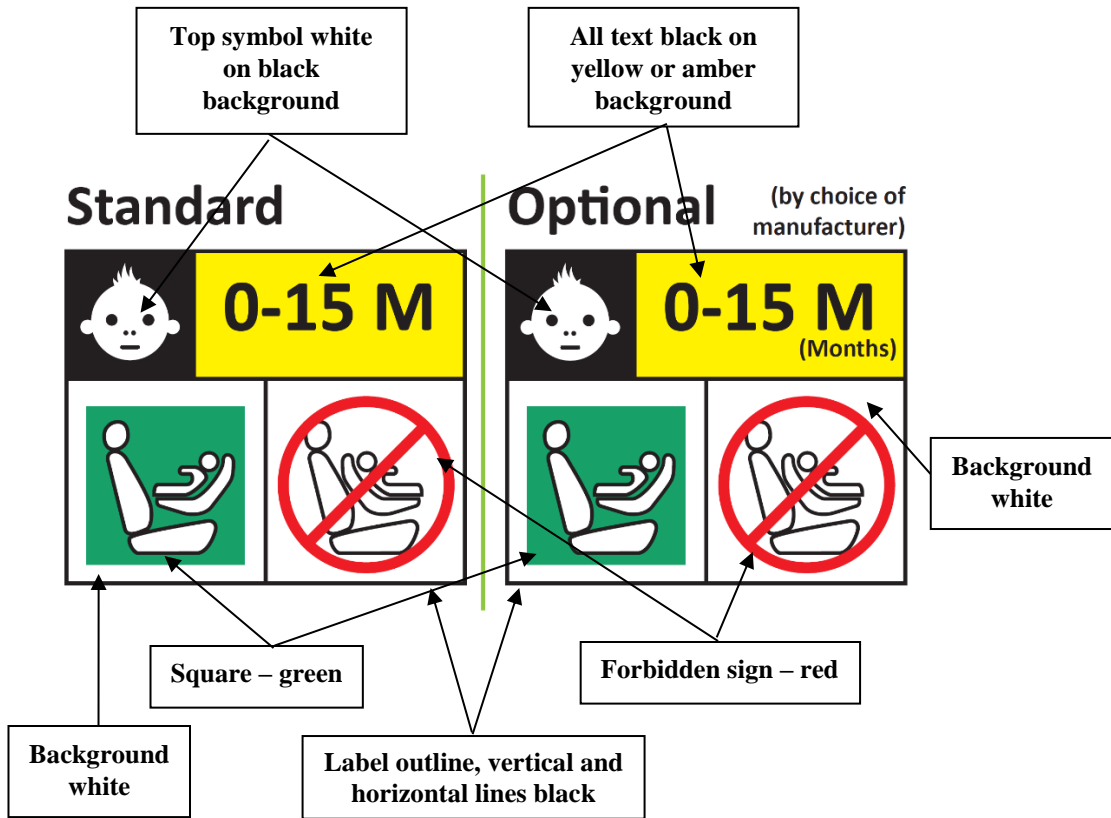 Top symbol white
on black
background
All text black on
yellow or amber
background
Standard
Optional
(by choice of
manufacturer)
0-15 M
0-15 M
(Months)
Background
white
Square – green
Forbidden sign – red
Background
white
Label outline, vertical and
horizontal lines black